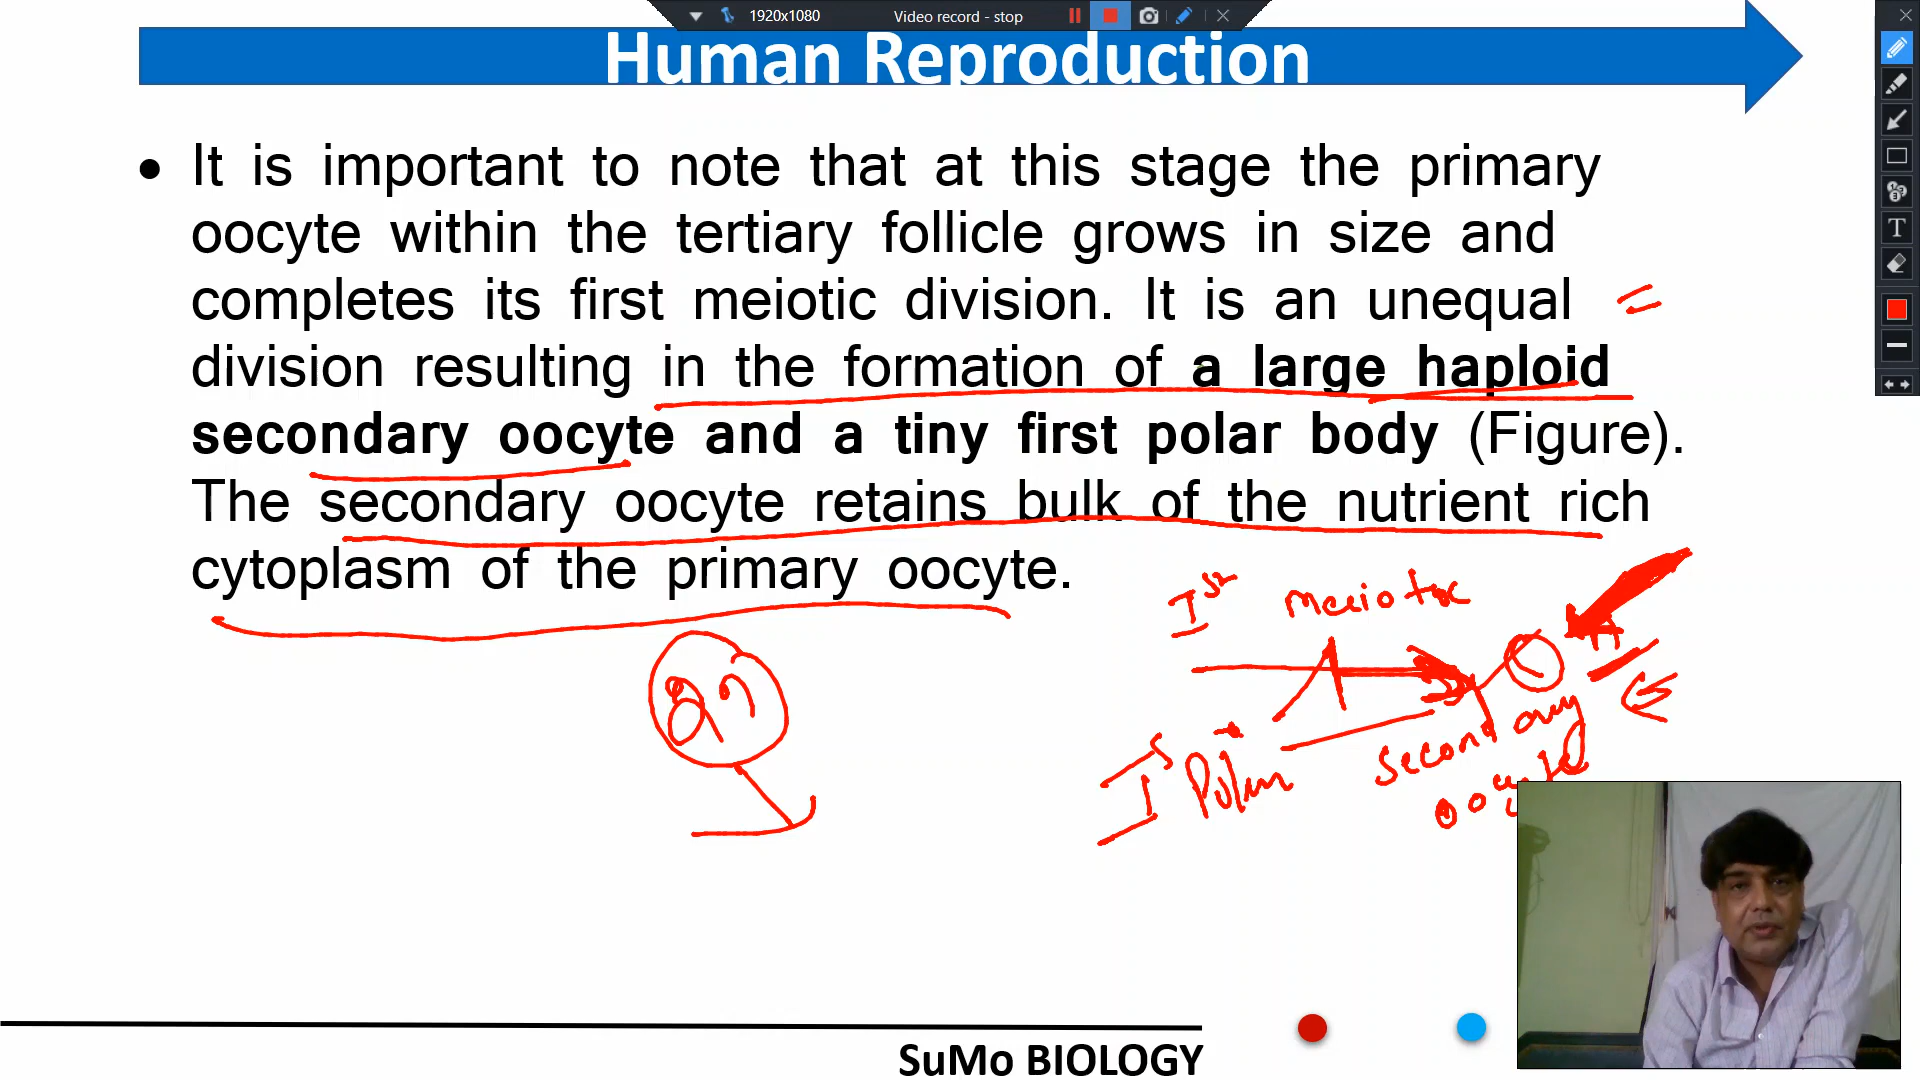 1920x1080 Video record - stop
Human Reproduction
• It is important to note that at this stage the primary
oocyte within the tertiary follicle grows in size and
completes its first meiotic division. It is an unequal =
division resulting in the formation of a large haploid
secondary oocyte and a tiny first polar body (Figure).
The secondary oocyte retains bulk of the nutrient rich
cytoplasm of the primary oocyte.
Ist
secondary
SuMo BIOLOGY